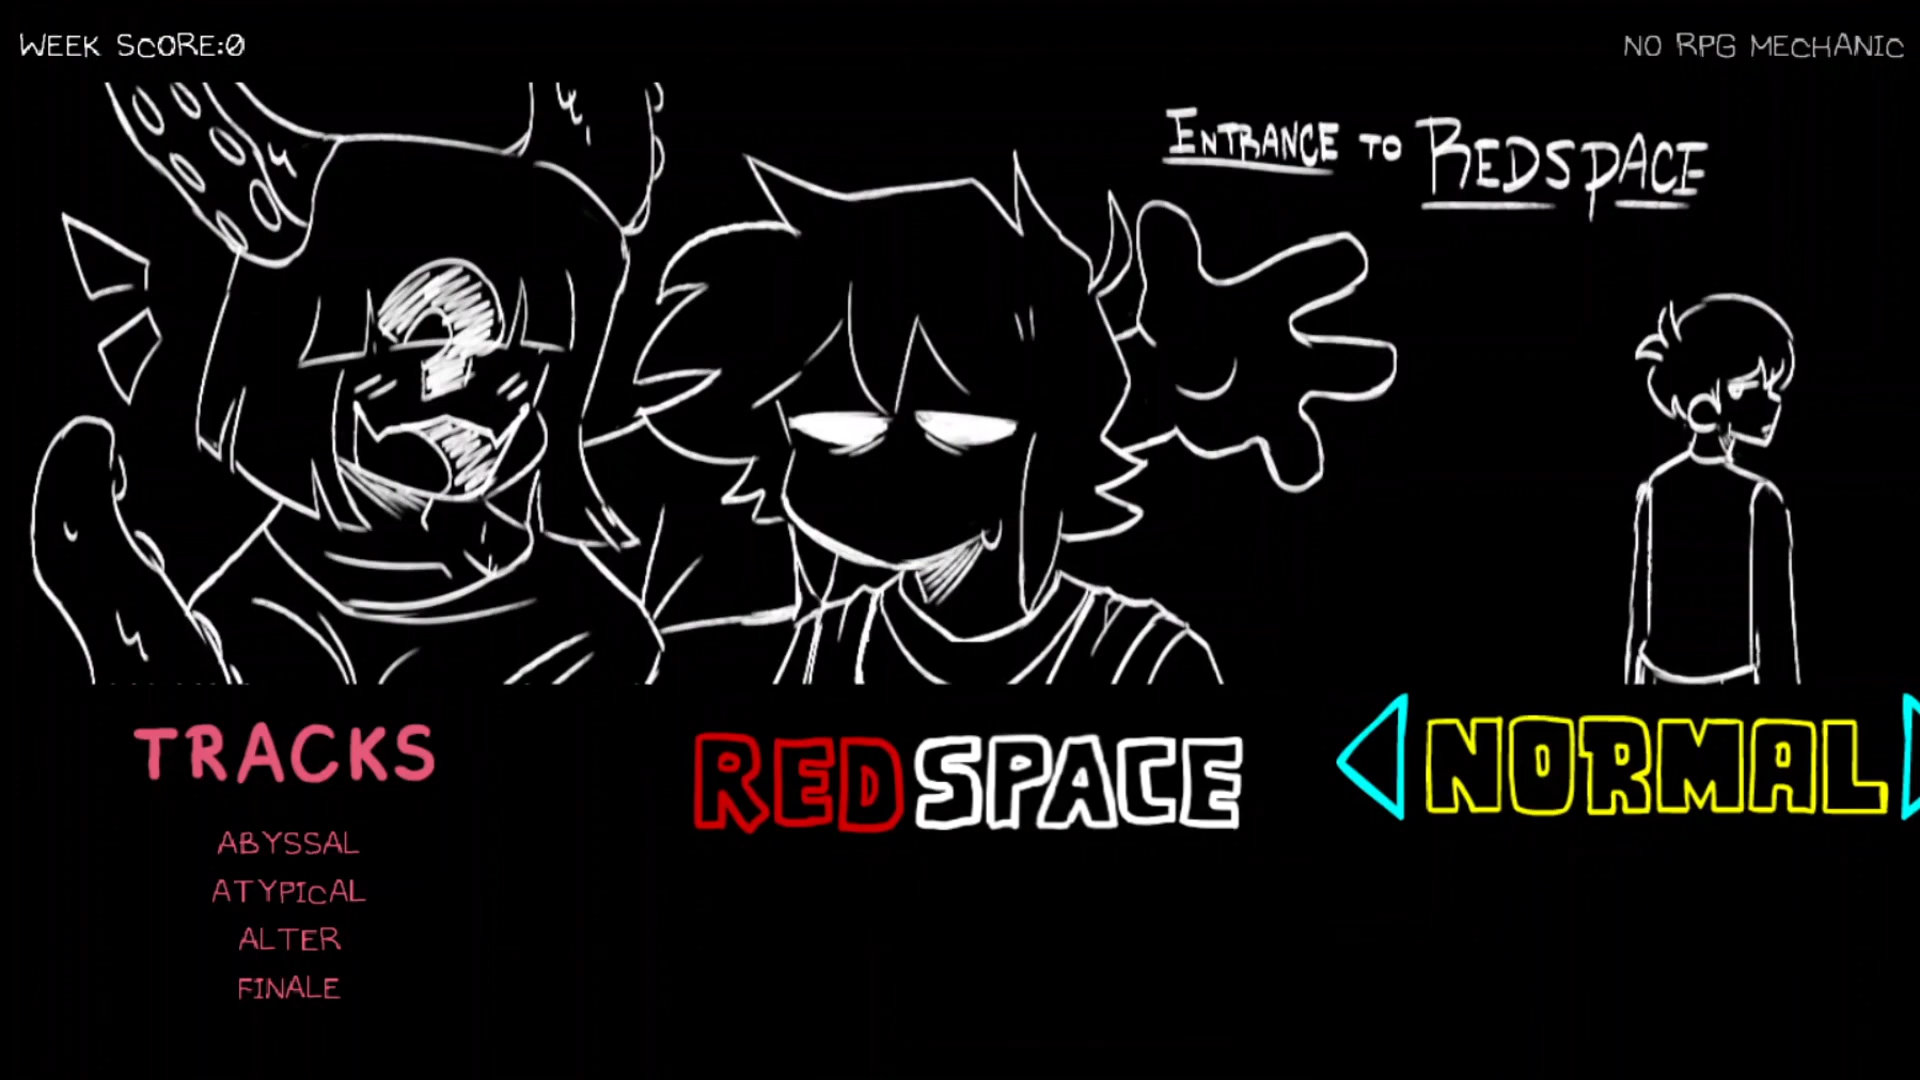 WEEK SCORE:0
NO RPG MECHANIC
ENTRANCE TO REDSPACE
TRACKS
REDSPACE
NORMAL
ABYSSAL
ATYPICAL
ALTER
FINALE